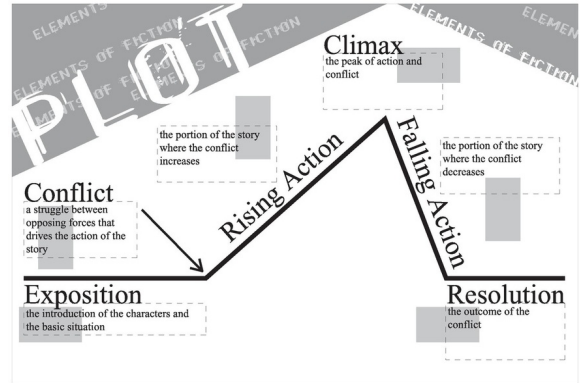 ELEMENTS OF FICTION
ELEMENTS OF FICTION
ELEMENTS OF FICTION
PLOT
ELEMENTS OF FICTION
ELEMEN
Climax
the peak of action and
conflict
the portion of the story
where the conflict
increases
Rising Action
Falling Action
the portion of the story
where the conflict
decreases
Conflict
a struggle between
opposing forces that
drives the action of the
story
Exposition
the introduction of the characters and
the basic situation
Resolution
the outcome of the
conflict